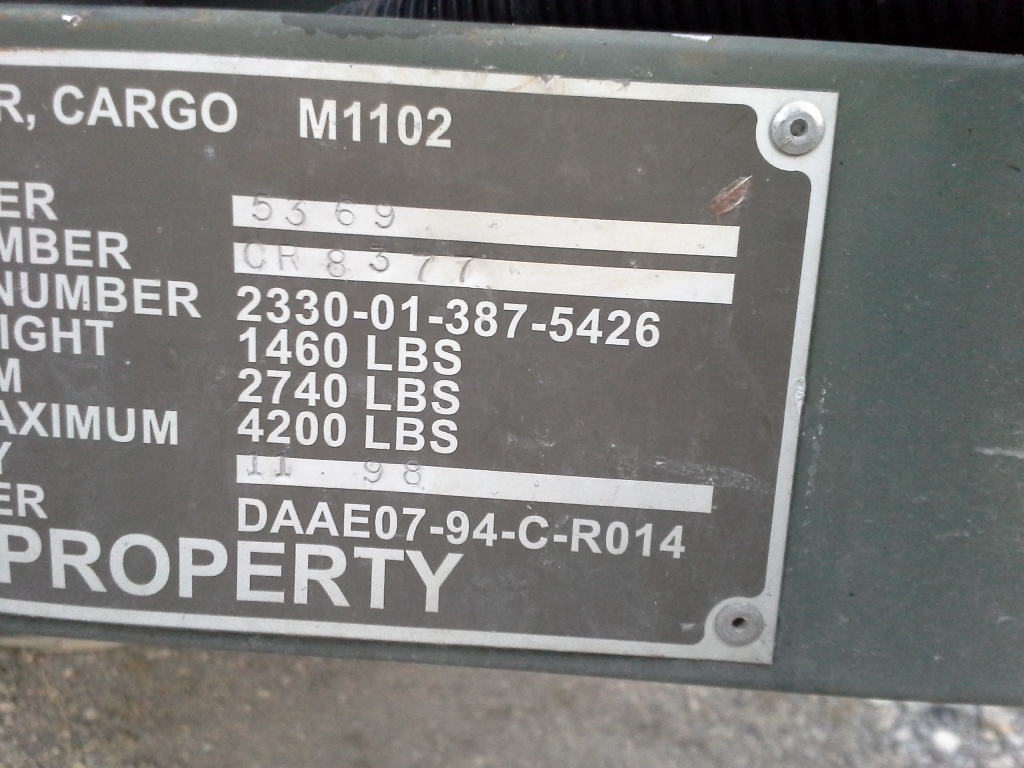 R, CARGO M1102
ER 5369
MBER CR8377
NUMBER 2330-01-387-5426
IGHT 1460 LBS
M 2740 LBS
AXIMUM 4200 LBS
Y 11 . 98
ER DAAE07-94-C-R014
PROPERTY